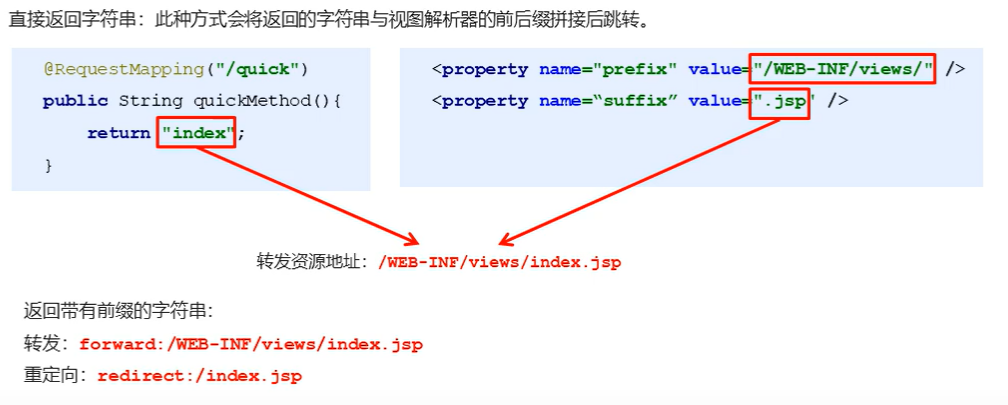 直接返回字符串：此种方式会将返回的字符串与视图解析器的前后缀拼接后跳转。
@RequestMapping("/quick")
public String quickMethod(){
return "index";
}
<property name="prefix" value="/WEB-INF/views/" />
<property name=“suffix” value=".jsp" />
转发资源地址：/WEB-INF/views/index.jsp
返回带有前缀的字符串：
转发：forward:/WEB-INF/views/index.jsp
重定向：redirect:/index.jsp